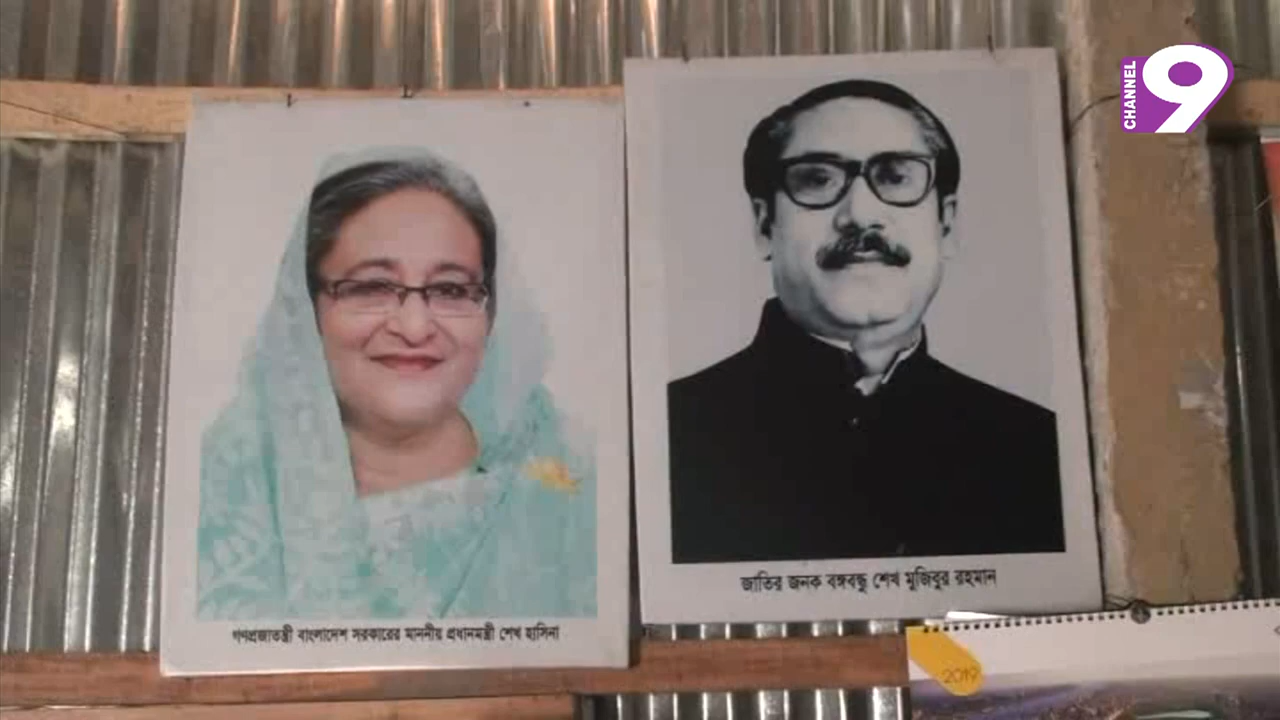 CHANNEL 9
জাতির জনক বঙ্গবন্ধু শেখ মুজিবুর রহমান
গণপ্রজাতন্ত্রী বাংলাদেশ সরকারের মাননীয় প্রধানমন্ত্রী শেখ হাসিনা
2019